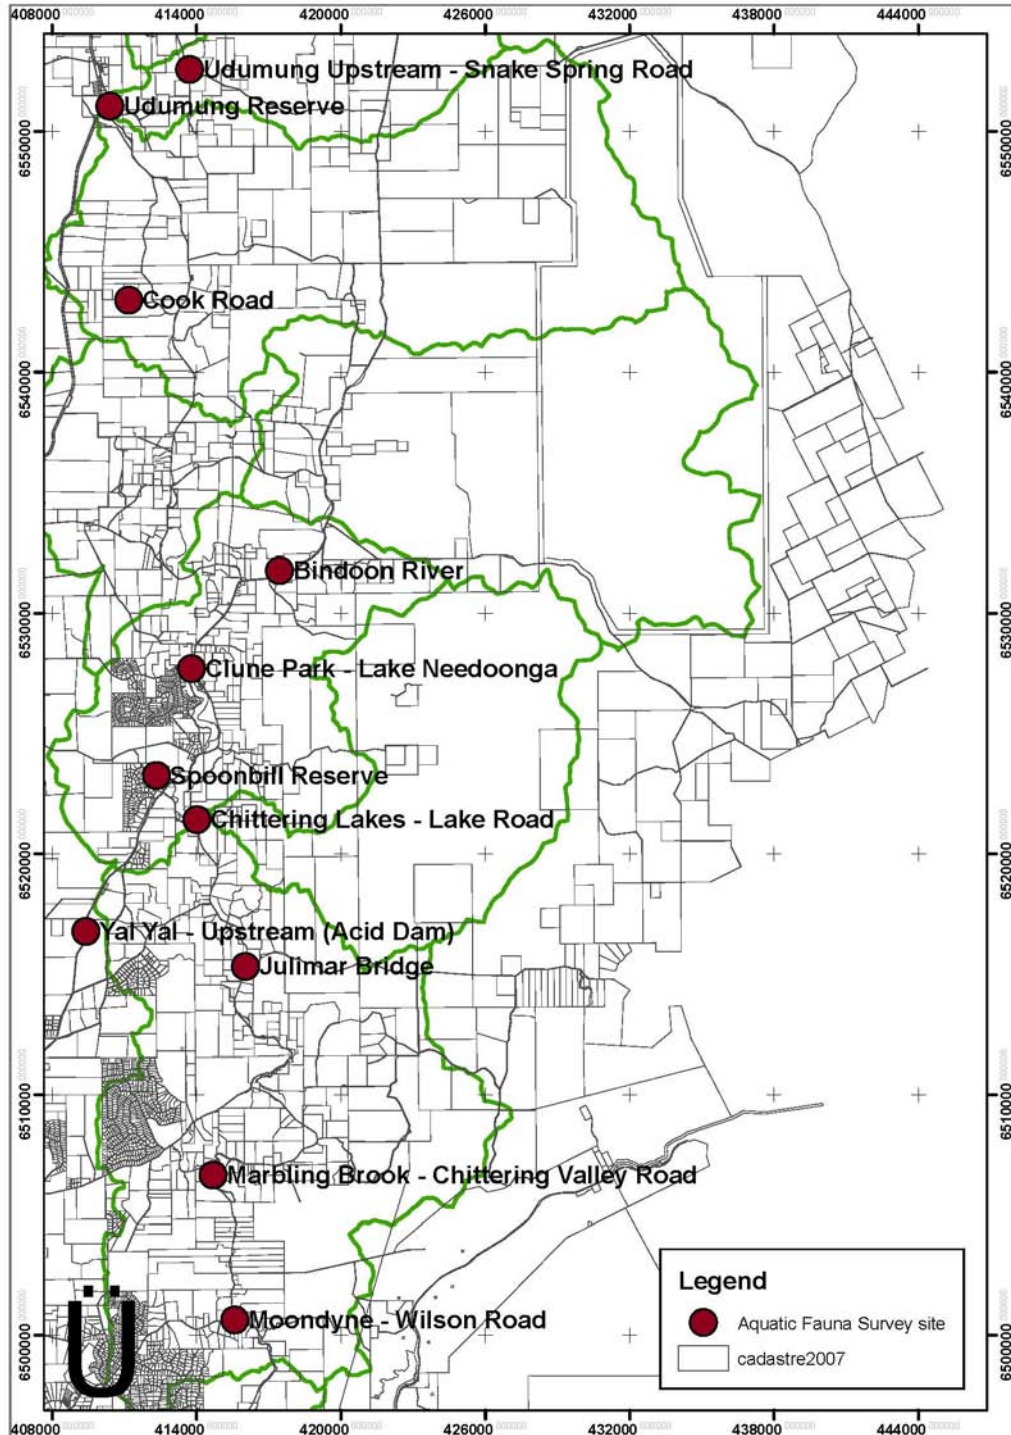 408000 414000 420000 426000 432000 438000 444000
Udumung Upstream - Snake Spring Road
Udumung Reserve
6550000 6550000
Cook Road
6540000 6540000
Bindoon River
6530000 6530000
Clune Park - Lake Needoonga
Spoonbill Reserve
Chittering Lakes - Lake Road
6520000 6520000
Yal Yal - Upstream (Acid Dam)
Julimar Bridge
6510000 6510000
Marbling Brook - Chittering Valley Road
Legend
Aquatic Fauna Survey site
cadastre2007
Moondyne - Wilson Road
6500000 6500000
Ü
408000 414000 420000 426000 432000 438000 444000